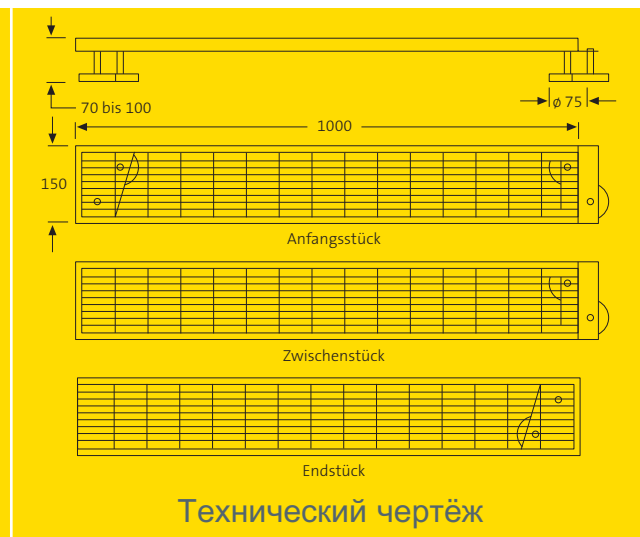 70 bis 100
ø 75
1000
150
Anfangsstück
Zwischenstück
Endstück
Технический чертёж